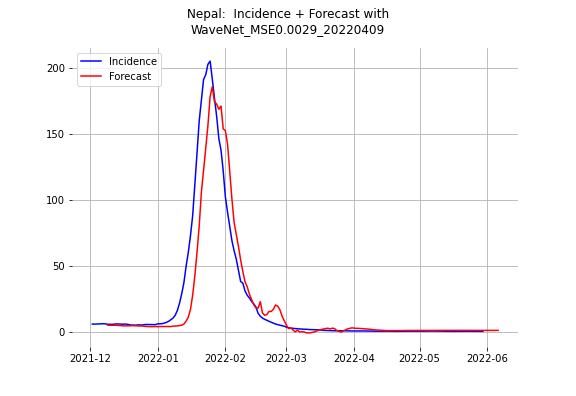 Nepal:  Incidence + Forecast with
WaveNet_MSE0.0029_20220409
Incidence
Forecast
200
150
100
50
0
2021-12 2022-01 2022-02 2022-03 2022-04 2022-05 2022-06